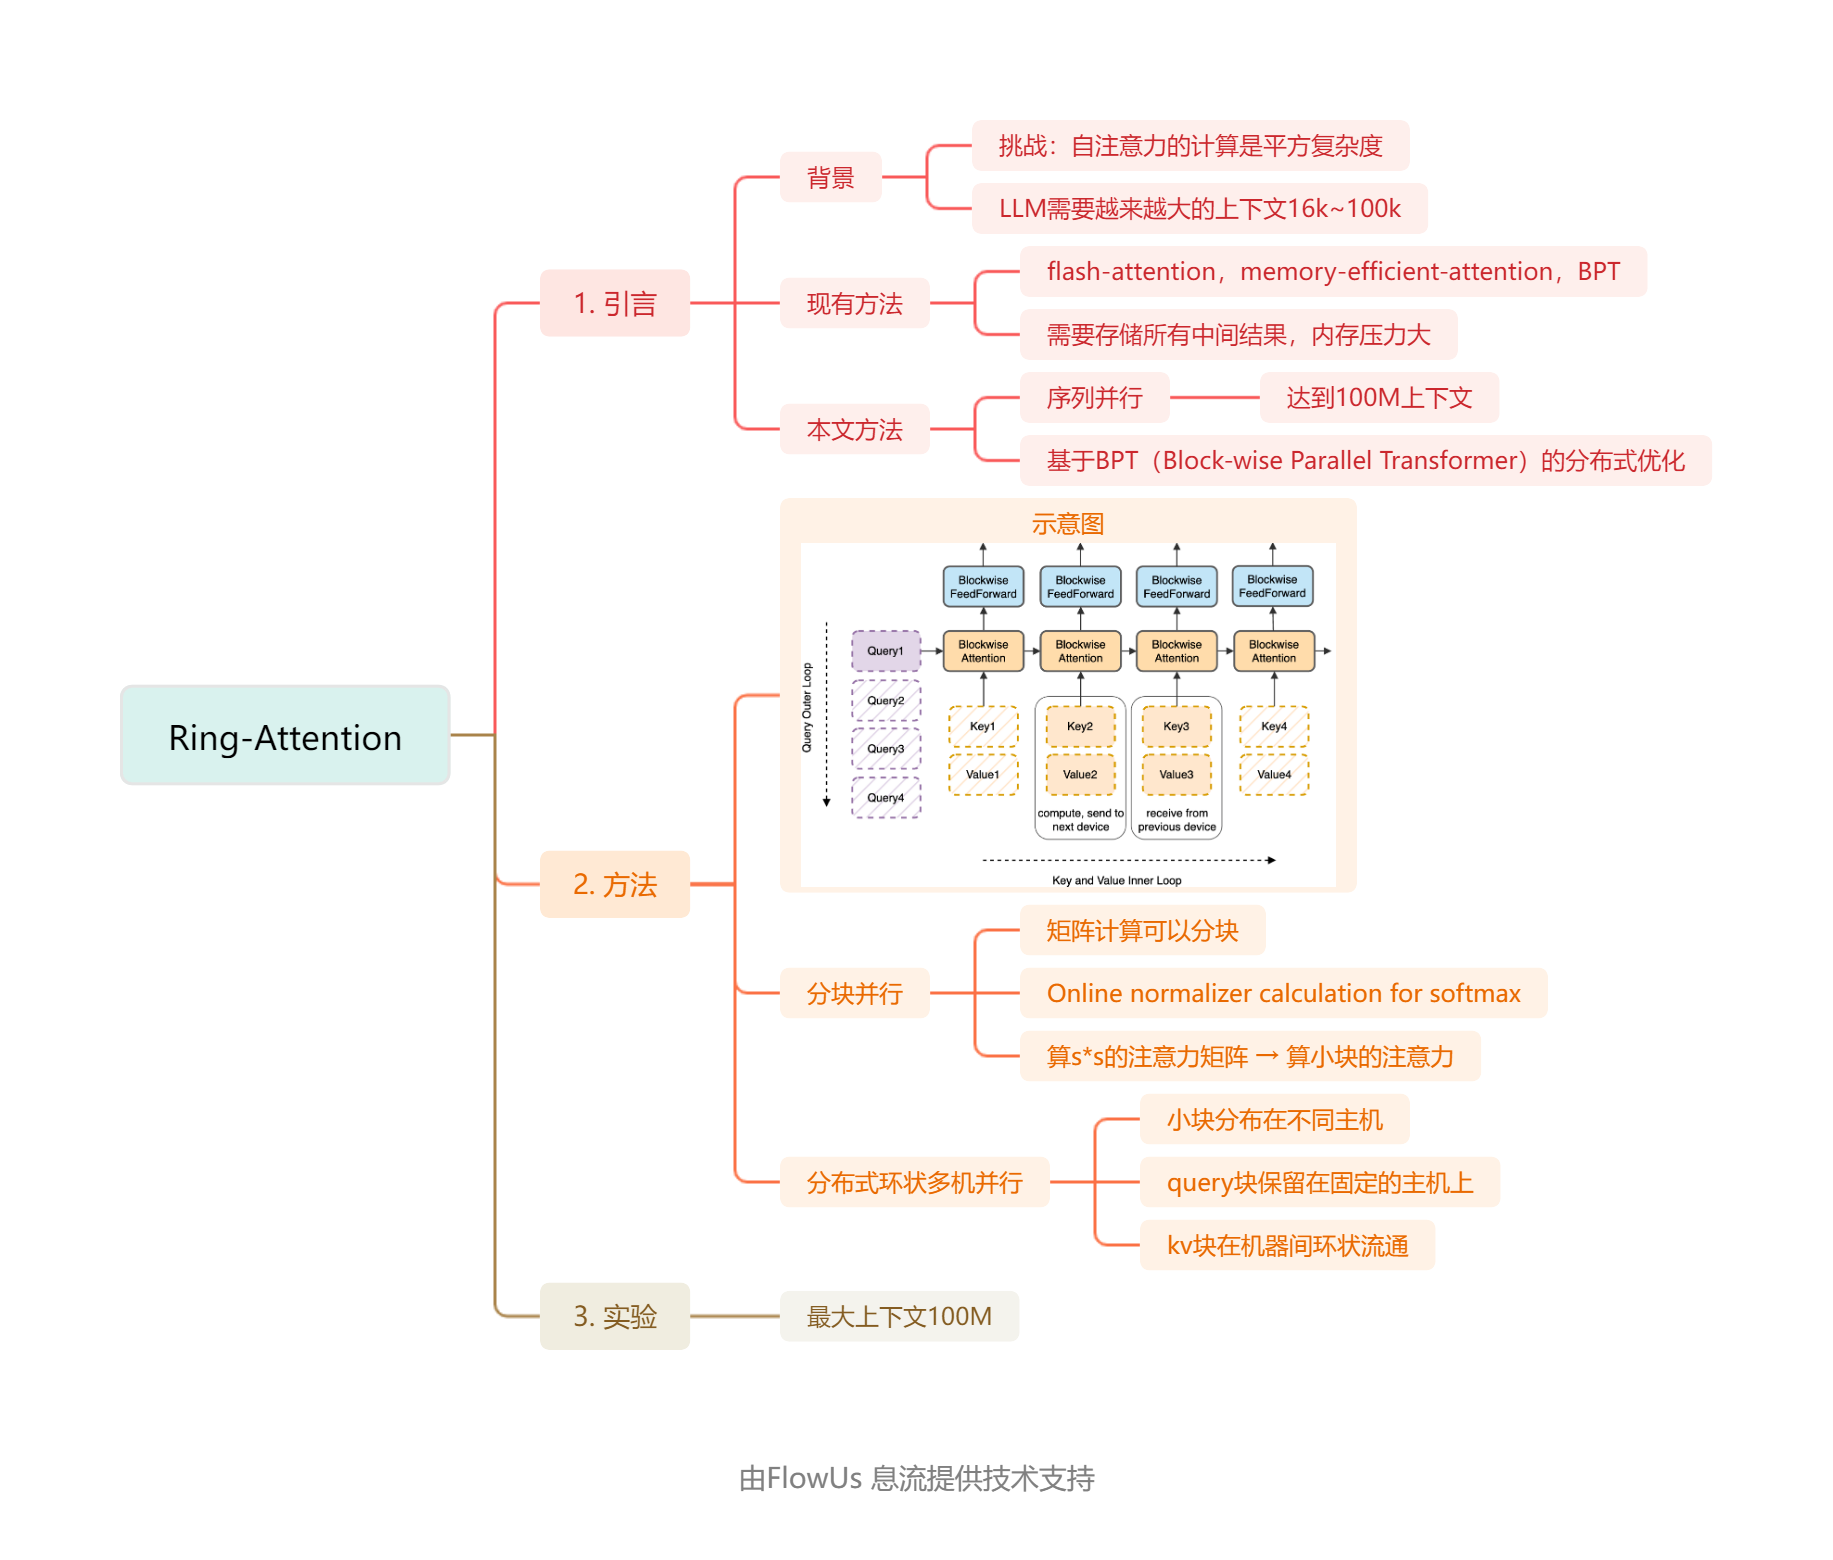 Ring-Attention
1. 引言
背景
挑战：自注意力的计算是平方复杂度
LLM需要越来越大的上下文16k~100k
现有方法
flash-attention，memory-efficient-attention，BPT
需要存储所有中间结果，内存压力大
本文方法
序列并行
达到100M上下文
基于BPT（Block-wise Parallel Transformer）的分布式优化
2. 方法
示意图
Blockwise
FeedForward
Blockwise
FeedForward
Blockwise
FeedForward
Blockwise
FeedForward
Query Outer Loop
Query1
Blockwise
Attention
Blockwise
Attention
Blockwise
Attention
Blockwise
Attention
Query2
Query3
Query4
Key1
Key2
Key3
Key4
Value1
Value2
Value3
Value4
compute, send to
next device
receive from
previous device
Key and Value Inner Loop
分块并行
矩阵计算可以分块
Online normalizer calculation for softmax
算s*s的注意力矩阵 → 算小块的注意力
分布式环状多机并行
小块分布在不同主机
query块保留在固定的主机上
kv块在机器间环状流通
3. 实验
最大上下文100M
由FlowUs 息流提供技术支持